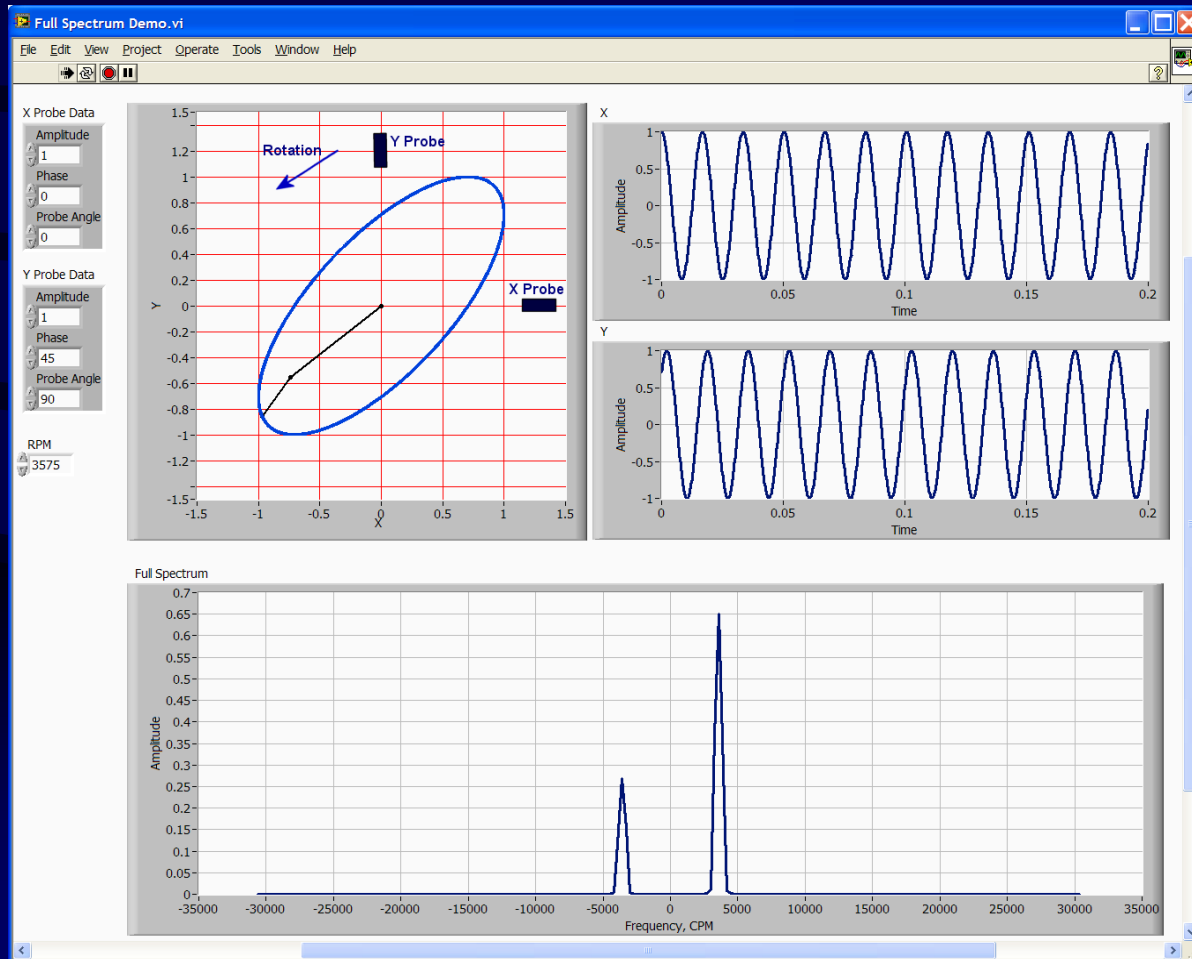 Full Spectrum Demo.vi
File Edit View Project Operate Tools Window Help
X Probe Data
Amplitude
1
Phase
0
Probe Angle
0
Y Probe Data
Amplitude
1
Phase
45
Probe Angle
90
RPM
3575
1.5
1.2
1
0.8
0.6
0.4
0.2
0
-0.2
-0.4
-0.6
-0.8
-1
-1.2
-1.5
Y
Rotation
Y Probe
X Probe
-1.5 -1 -0.5 0 0.5 1 1.5
X
X
Amplitude
1
0.5
0
-0.5
-1
0 0.05 0.1 0.15 0.2
Time
Y
Amplitude
1
0.5
0
-0.5
-1
0 0.05 0.1 0.15 0.2
Time
Full Spectrum
Amplitude
0.7
0.65
0.6
0.55
0.5
0.45
0.4
0.35
0.3
0.25
0.2
0.15
0.1
0.05
0
-35000 -30000 -25000 -20000 -15000 -10000 -5000 0 5000 10000 15000 20000 25000 30000 35000
Frequency, CPM